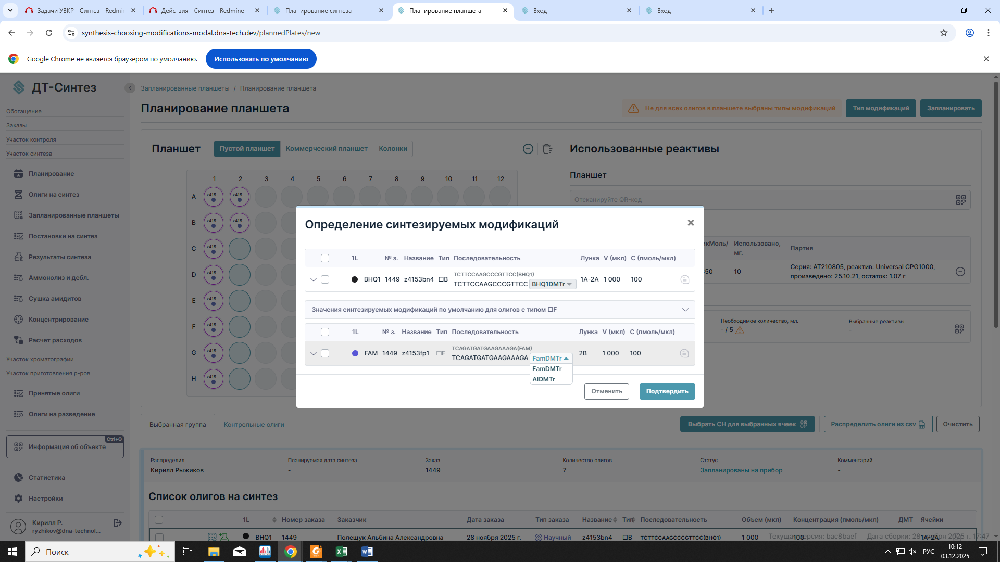 Задачи УВКР - Синтез - Redmi
Действия - Синтез - Redmine
Планирование синтеза
Планирование планшета
Вход
Вход
synthesis-choosing-modifications-modal.dna-tech.dev/plannedPlates/new
Google Chrome не является браузером по умолчанию.
Использовать по умолчанию
ДТ-Синтез
Обогащение
Заказы
Участок контроля
Участок синтеза
Планирование
Олиги на синтез
Запланированные планшеты
Постановки на синтез
Результаты синтеза
Аммонолиз и дебл.
Сушка амидитов
Концентрирование
Расчет расходов
Участок хроматографии
Участок приготовления р-ров
Принятые олиги
Олиги на разведение
Ctrl+Q
Информация об объекте
Статистика
Настройки
Кирилл Р.
ryzhikov@dna-technol...
Запланированные планшеты / Планирование планшета
Планирование планшета
Не для всех олигов в планшете выбраны типы модификаций
Тип модификаций
Запланировать
Планшет
Пустой планшет
Коммерческий планшет
Колонки
1 2 3 4 5 6 7 8 9 10 11 12
A z415... z415...
B z415... z415...
C z415...
D z415...
E z415...
F z415...
G z415...
H z415...
Использованные реактивы
Планшет
Отсканируйте QR-код
мкМоль/ Использовано, мг. Партия
50 10 Серия: AT210805, реактив: Universal CPG1000,
произведено: 25.10.21, остаток: 1.07 г
Необходимое количество, мл. Выбранные реактивы
- / 5 -
Определение синтезируемых модификаций
1L № з. Название Тип Последовательность Лунка V (мкл) C (пмоль/мкл)
TCTTCCAAGCCCGTTCC(BHQ1)
BHQ1 1449 z4153bn4 □B TCTTCCAAGCCCGTTCC BHQ1DMTr 1A-2A 1 000 100
Значения синтезируемых модификаций по умолчанию для олигов с типом □F
1L № з. Название Тип Последовательность Лунка V (мкл) C (пмоль/мкл)
TCAGATGATGAAGAAAGA(FAM)
FAM 1449 z4153fp1 □F TCAGATGATGAAGAAAGA FamDMTr 2B 1 000 100
FamDMTr
AlDMTr
Отменить
Подтвердить
Выбранная группа
Контрольные олиги
Выбрать СН для выбранных ячеек
Распределить олиги из csv
Очистить
Распределил Планируемая дата синтеза Заказ Количество олигов Статус Комментарий
Кирилл Рыжиков - 1449 7 Запланированы на прибор -
Список олигов на синтез
1L Номер заказа Заказчик Дата заказа Тип заказа Название Тип Последовательность Объем (мкл) Концентрация (пмоль/мкл) ДМТ Ячейки
BHQ1 1449 Полещук Альбина Александровна 28 ноября 2025 г. Научный z4153bn4 □B TCTTCCAAGCCCGTTCC(BHQ1) 1 000 100 1A-2A
Текущая версия: bac8baef Дата сборки: 28 ноября 2025 г. 17:47
Поиск
РУС
10:12
03.12.2025